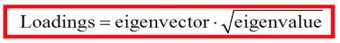 Loadings = eigenvector · √eigenvalue